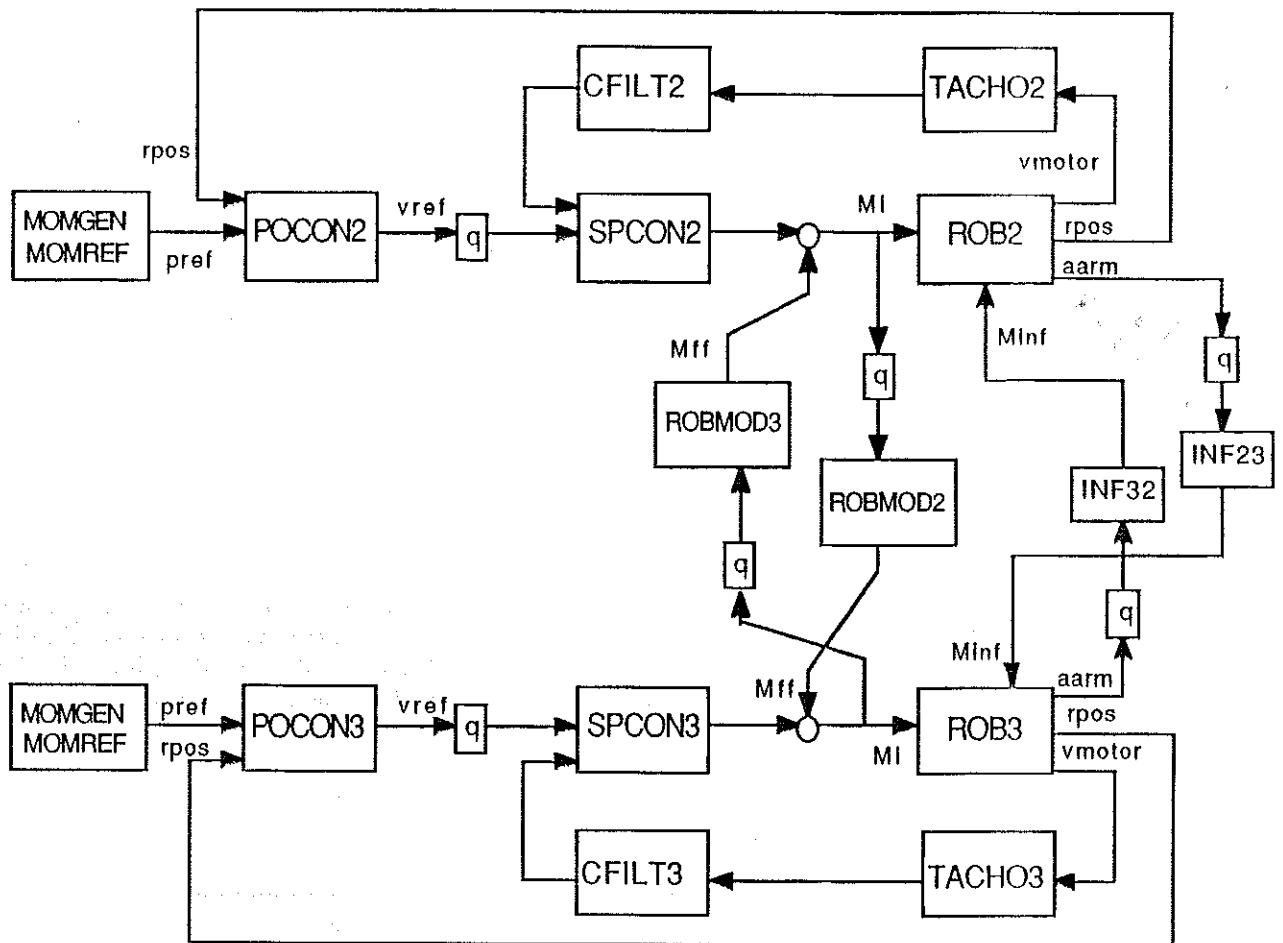 CFILT2
TACHO2
rpos
vmotor
MOMGEN
MOMREF
pref
POCON2
vref
q
SPCON2
MI
ROB2
rpos
aarm
Mff
q
Minf
q
ROBMOD3
ROBMOD2
INF32
INF23
q
q
MOMGEN
MOMREF
pref
rpos
POCON3
vref
q
SPCON3
Mff
MI
Minf
ROB3
aarm
rpos
vmotor
CFILT3
TACHO3